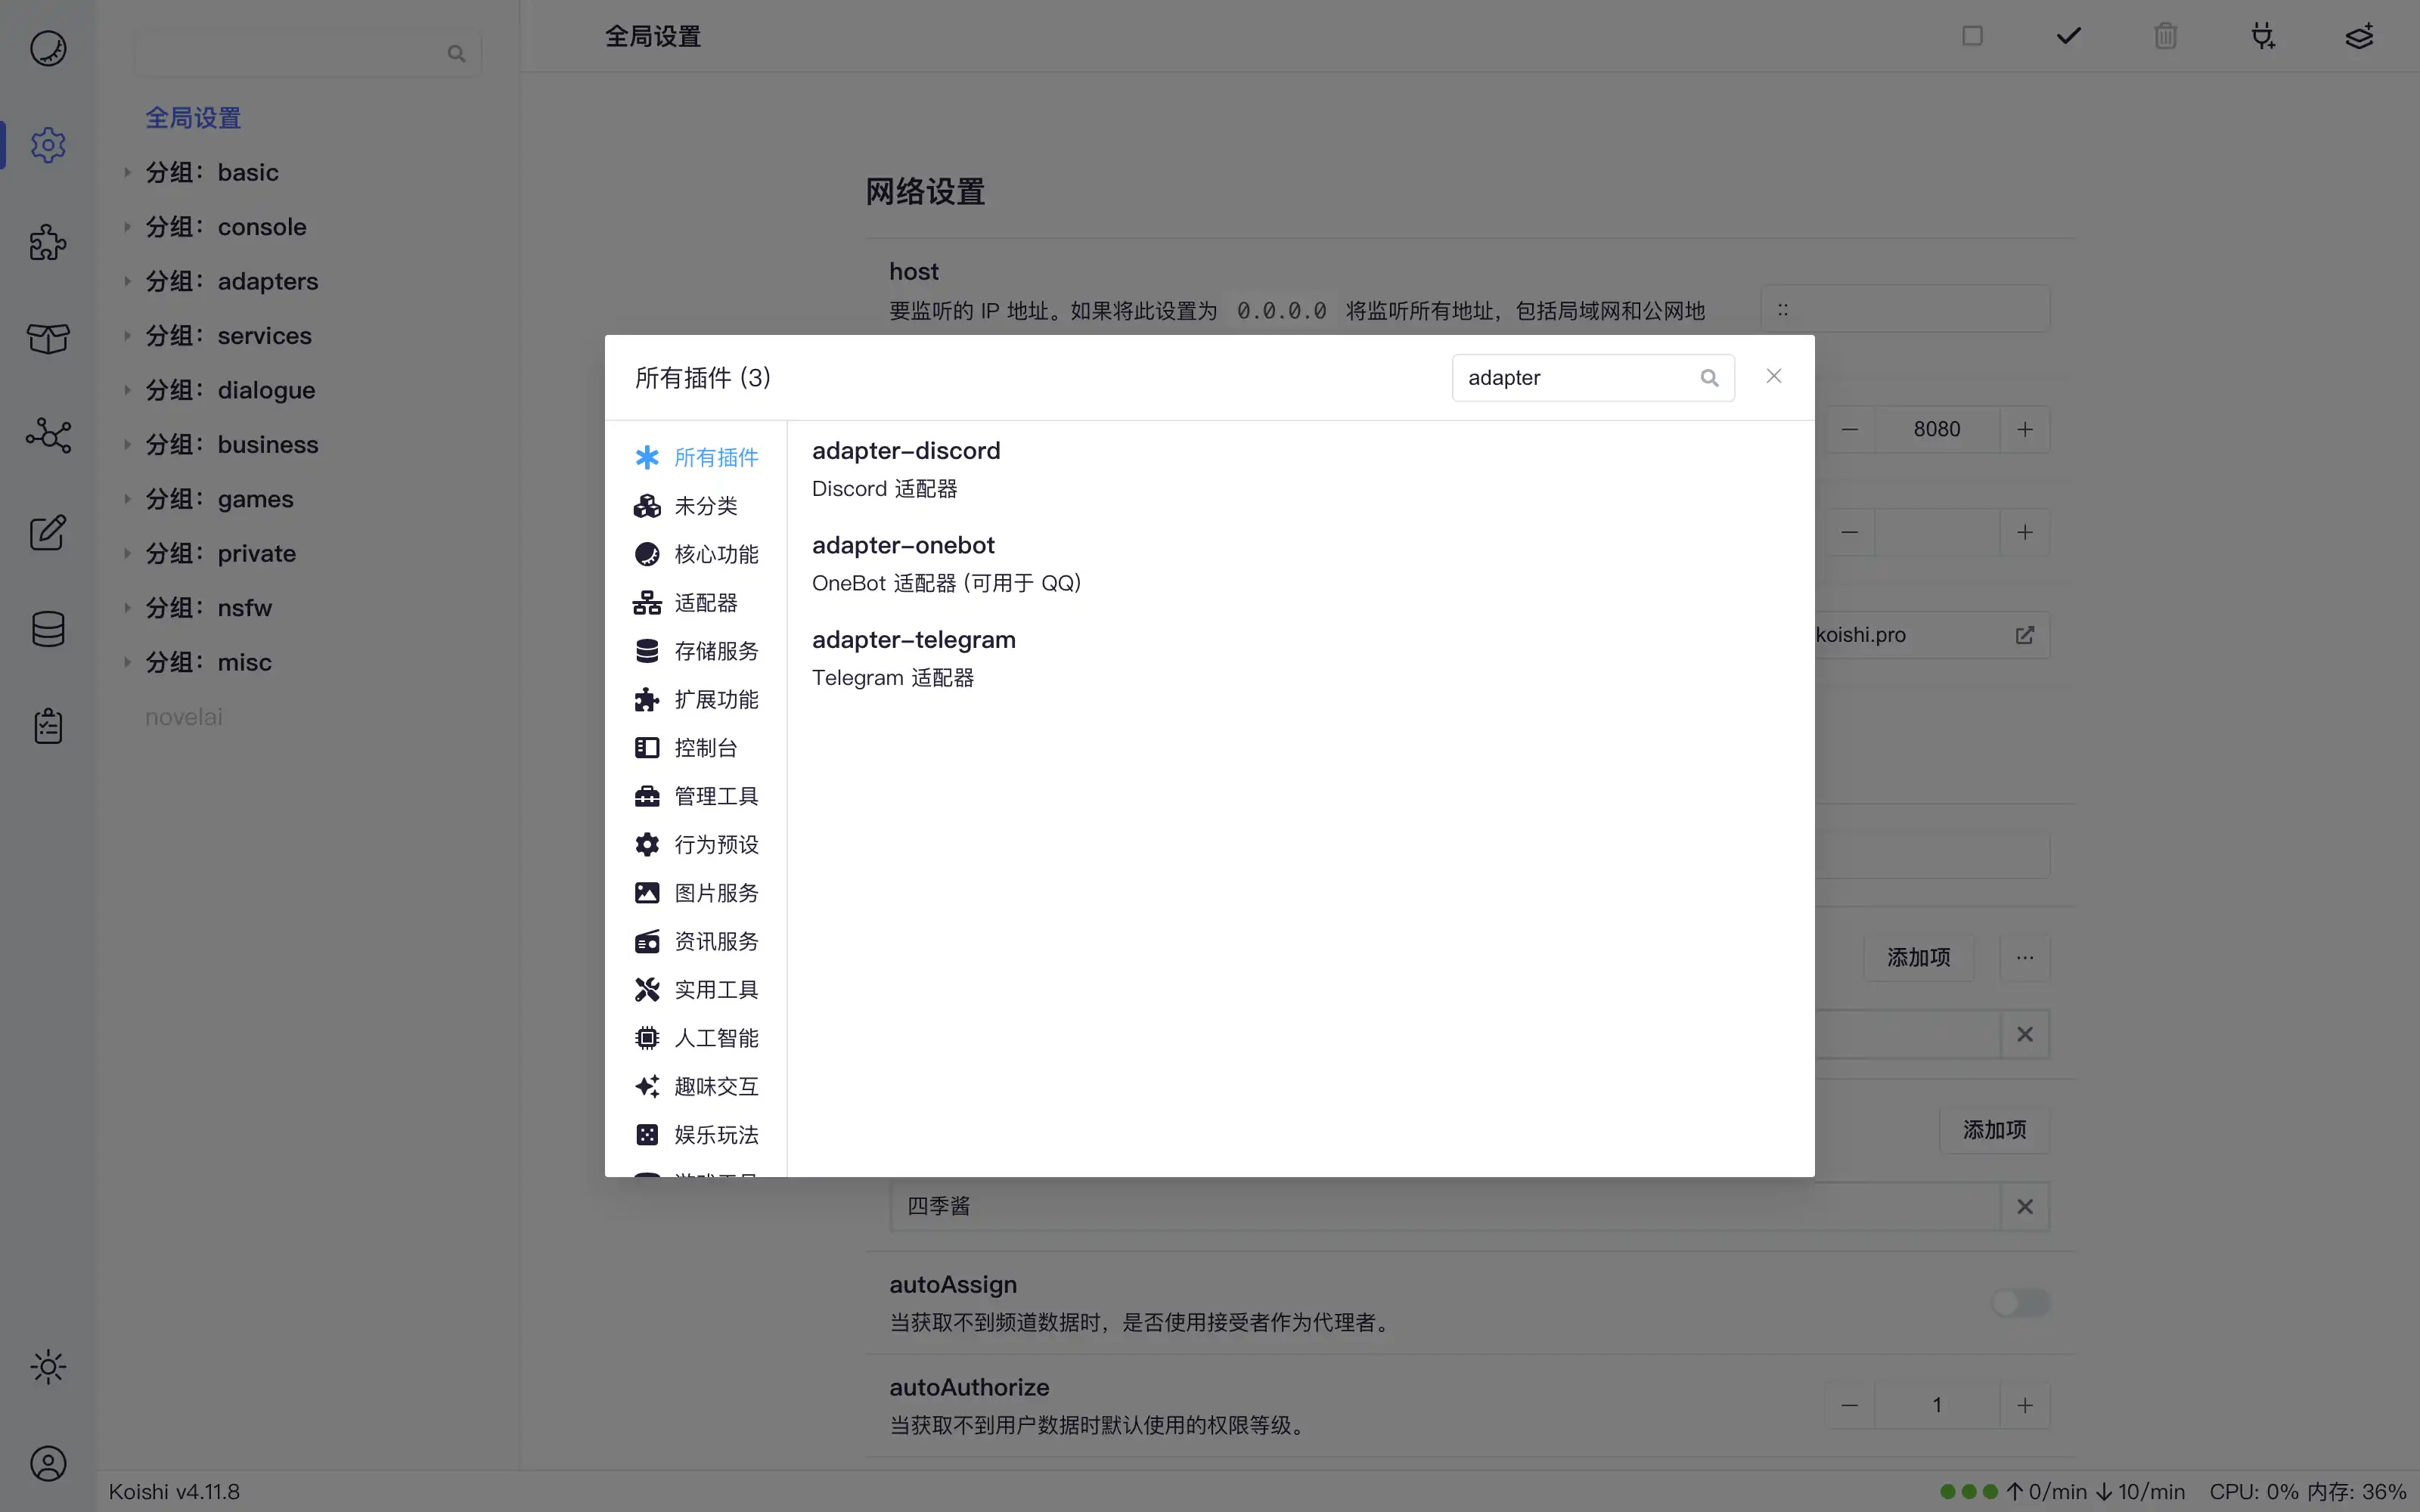 全局设置
全局设置
分组：basic
分组：console
分组：adapters
分组：services
分组：dialogue
分组：business
分组：games
分组：private
分组：nsfw
分组：misc
novelai
网络设置
host
要监听的 IP 地址。如果将此设置为 0.0.0.0 将监听所有地址，包括局域网和公网地
::
8080
koishi.pro
添加项
添加项
四季酱
autoAssign
当获取不到频道数据时，是否使用接受者作为代理者。
autoAuthorize
当获取不到用户数据时默认使用的权限等级。
1
所有插件 (3)
adapter
所有插件
未分类
核心功能
适配器
存储服务
扩展功能
控制台
管理工具
行为预设
图片服务
资讯服务
实用工具
人工智能
趣味交互
娱乐玩法
adapter-discord
Discord 适配器
adapter-onebot
OneBot 适配器 (可用于 QQ)
adapter-telegram
Telegram 适配器
Koishi v4.11.8
↑ 0/min ↓ 10/min
CPU: 0% 内存: 36%